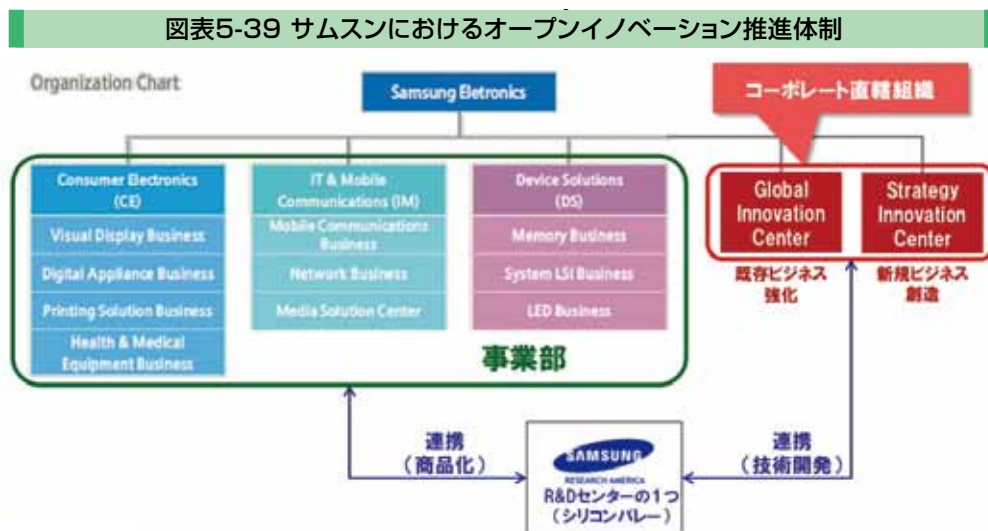 図表5-39 サムスンにおけるオープンイノベーション推進体制
Organization Chart
Samsung Eletronics
コーポレート直轄組織
Consumer Electronics
(CE)
Visual Display Business
Digital Appliance Business
Printing Solution Business
Health & Medical
Equipment Business
IT & Mobile
Communications (IM)
Mobile Communications
Business
Network Business
Media Solution Center
Device Solutions
(DS)
Memory Business
System LSI Business
LED Business
事業部
Global
Innovation
Center
既存ビジネス
強化
Strategy
Innovation
Center
新規ビジネス
創造
連携
(商品化)
SAMSUNG
RESEARCH AMERICA
R&Dセンターの1つ
(シリコンバレー)
連携
(技術開発)